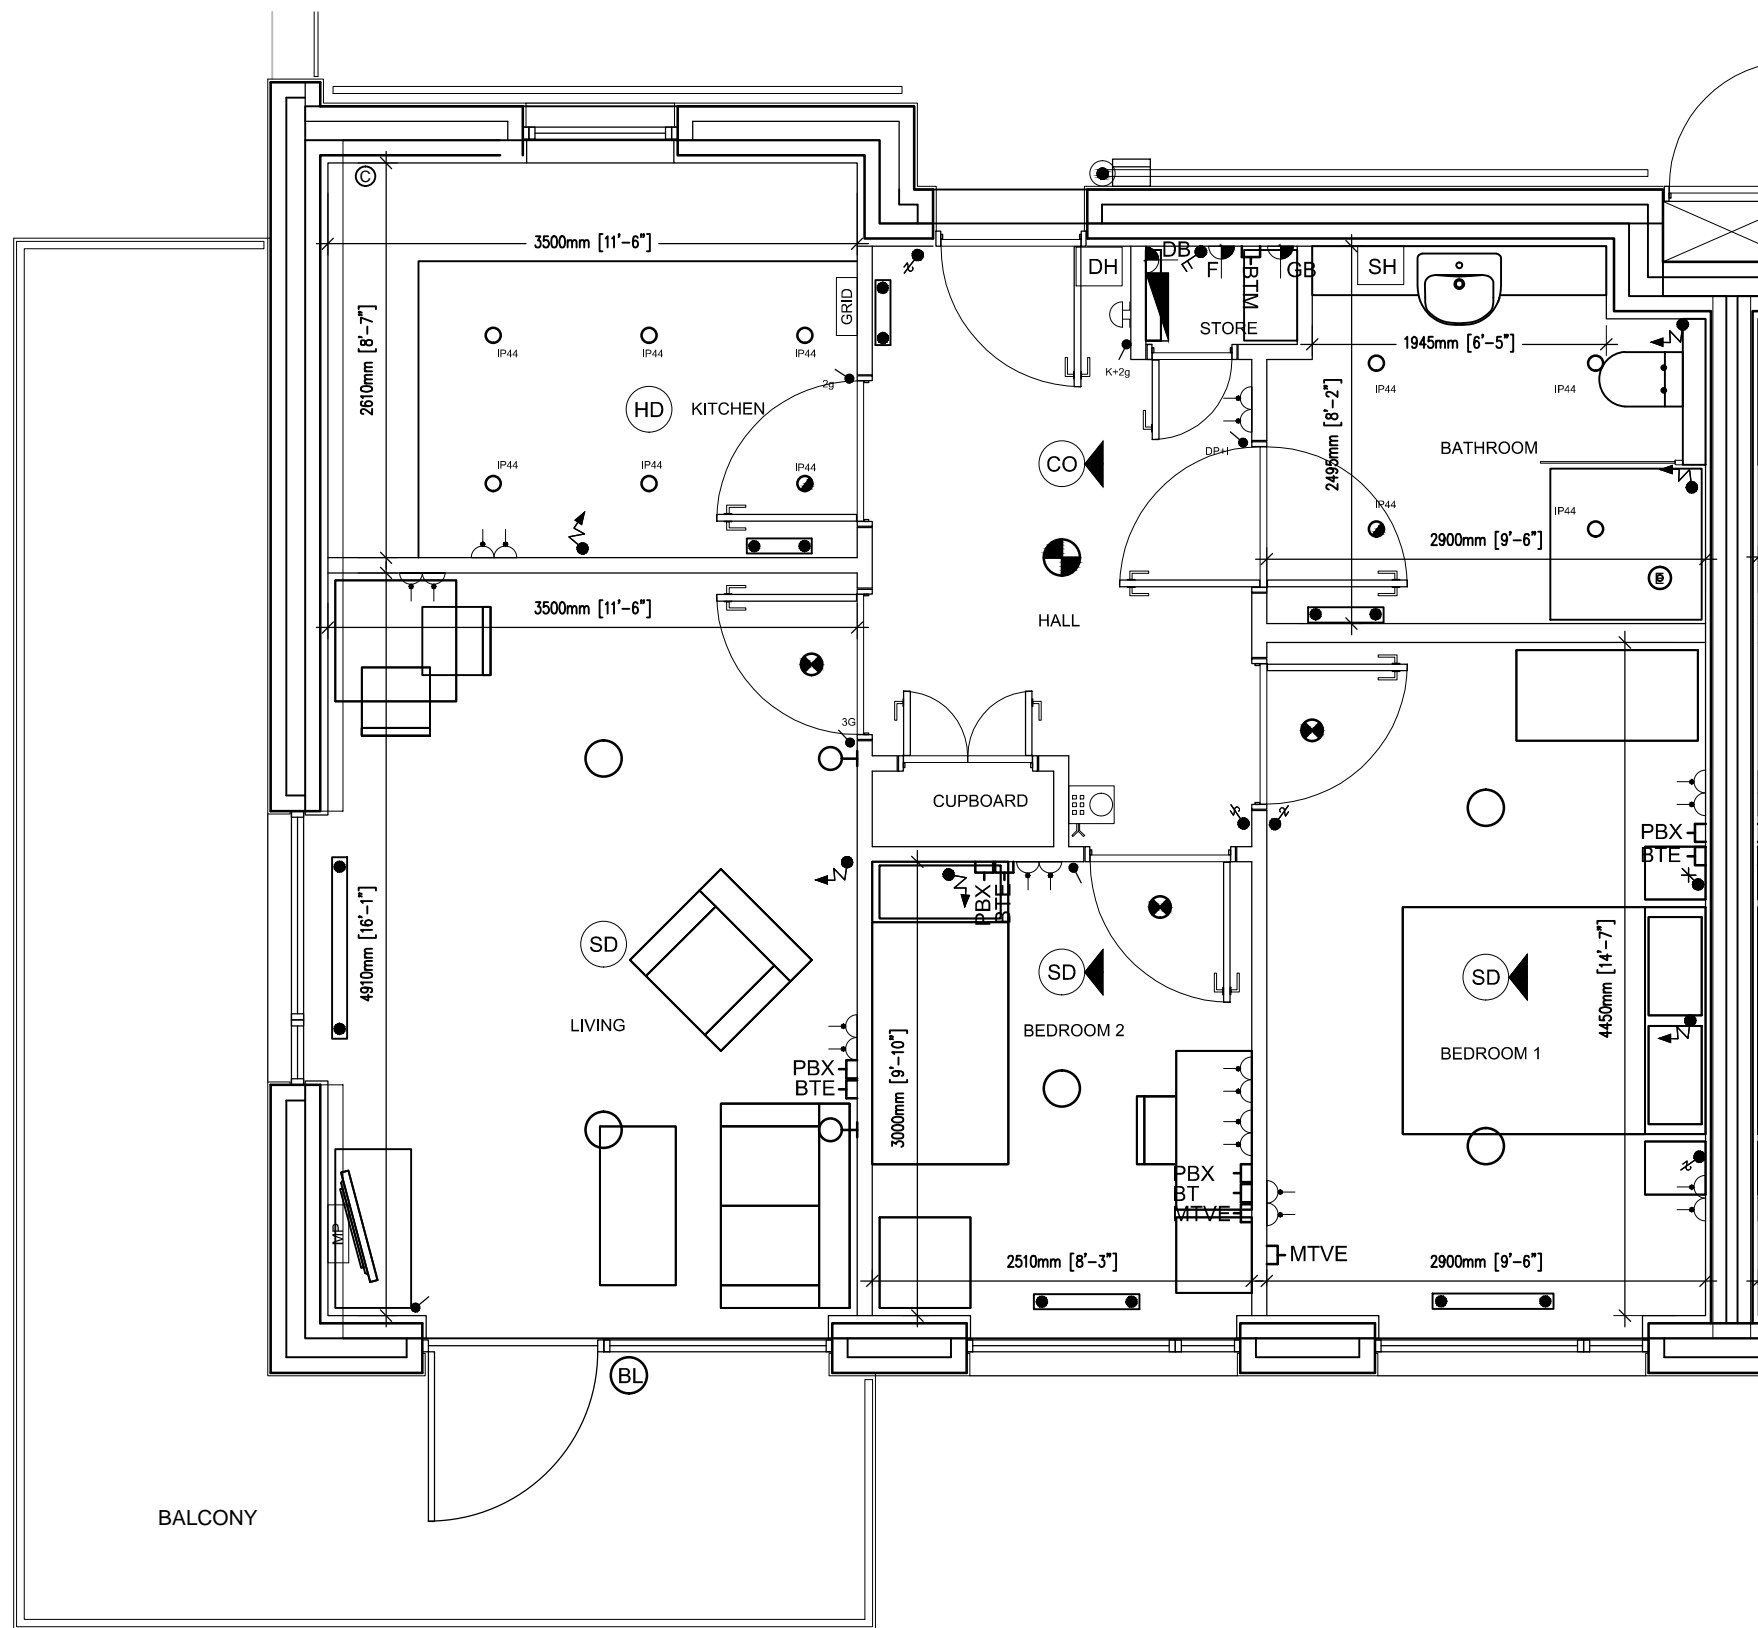 C
3500mm [11'-6"]
2610mm [8'-7"]
GRID
IP44
IP44
IP44
2g
HD
KITCHEN
IP44
IP44
IP44
DH
DB
F
BTM
GB
STORE
K+2g
DP+I
CO
HALL
SH
1945mm [6'-5"]
IP44
IP44
2495mm [8'-2"]
BATHROOM
IP44
IP44
2900mm [9'-6"]
3500mm [11'-6"]
3G
CUPBOARD
4910mm [16'-1"]
SD
LIVING
PBX
BTE
MP
PBX
BTE
SD
BEDROOM 2
3000mm [9'-10"]
PBX
BT
MTVE
2510mm [8'-3"]
PBX
BTE
4450mm [14'-7"]
SD
BEDROOM 1
MTVE
2900mm [9'-6"]
BL
BALCONY